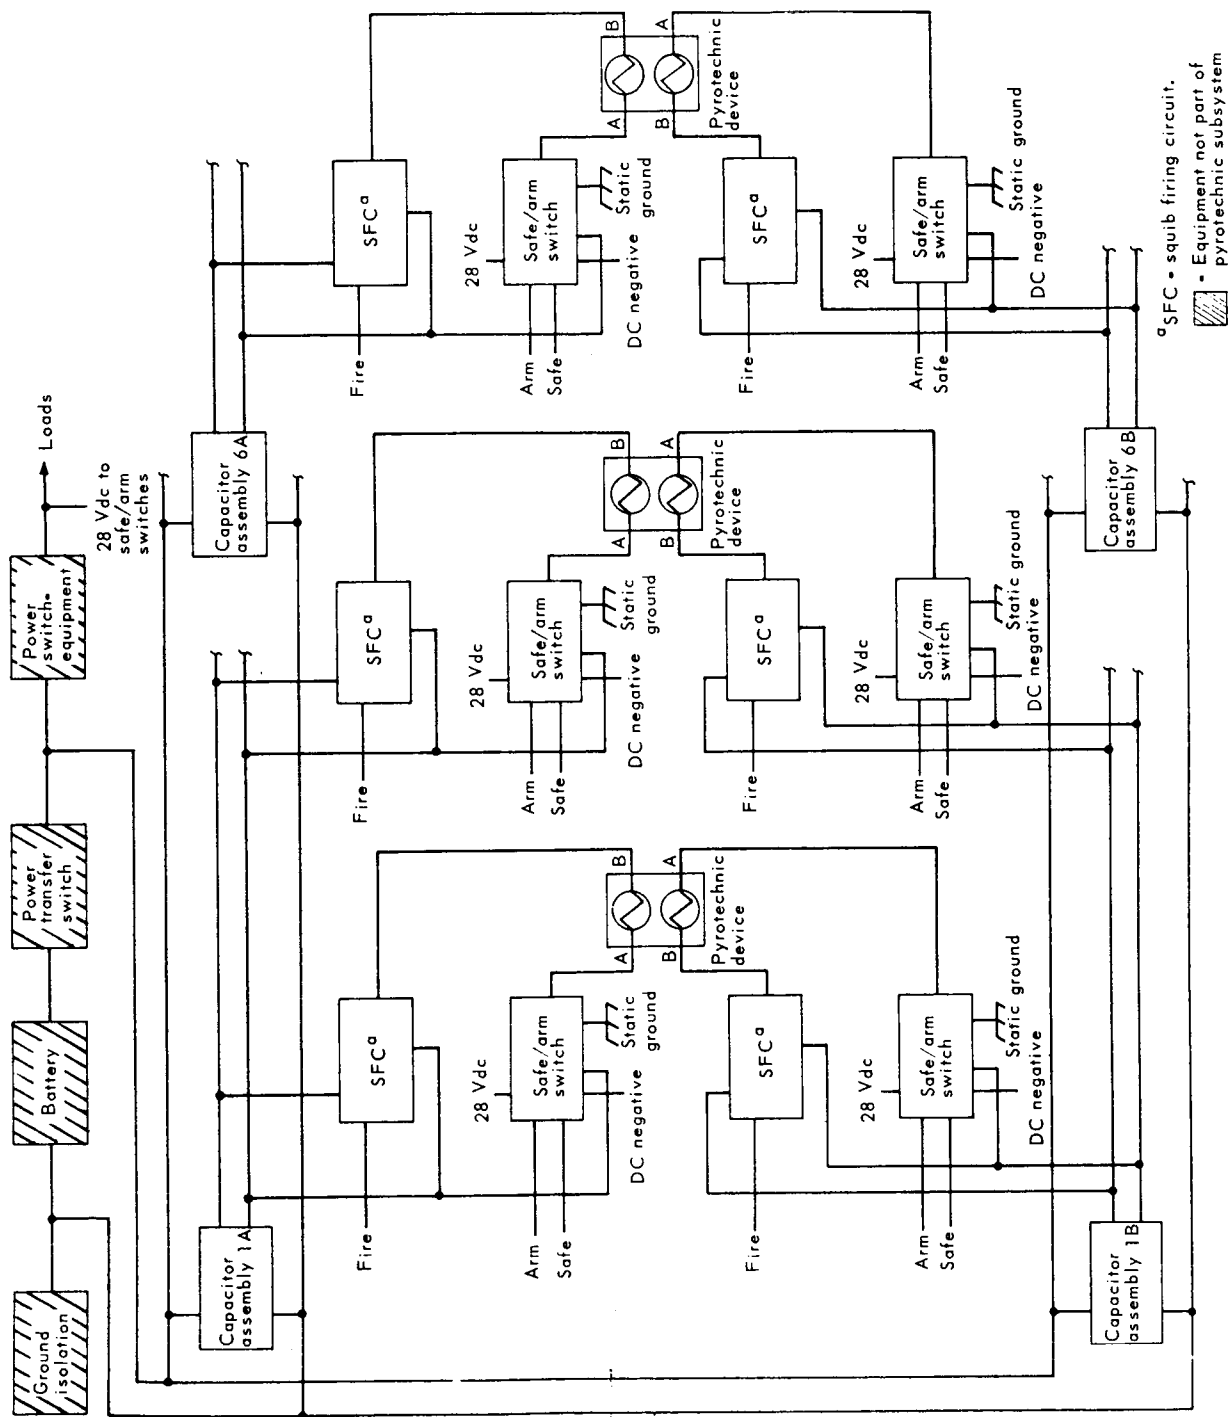 Ground
isolation
Battery
Power
transfer
switch
Power
switch-
equipment
Loads
28 Vdc to
safe/arm
switches
Capacitor
assembly 1A
Capacitor
assembly 6A
Fire
SFCa
Fire
SFCa
Fire
SFCa
B
B
B
28 Vdc
Arm
Safe
Safe/arm
switch
A
DC negative
Static
ground
28 Vdc
Arm
Safe
Safe/arm
switch
A
DC negative
Static
ground
28 Vdc
Arm
Safe
Safe/arm
switch
A
DC negative
Static
ground
Pyrotechnic
device
Pyrotechnic
device
Pyrotechnic
device
Fire
SFCa
B
A
Fire
SFCa
B
A
Fire
SFCa
B
A
28 Vdc
Arm
Safe
Safe/arm
switch
Static ground
DC negative
28 Vdc
Arm
Safe
Safe/arm
switch
Static ground
DC negative
28 Vdc
Arm
Safe
Safe/arm
switch
Static ground
DC negative
Capacitor
assembly 1B
Capacitor
assembly 6B
aSFC = squib firing circuit.
= Equipment not part of
pyrotechnic subsystem